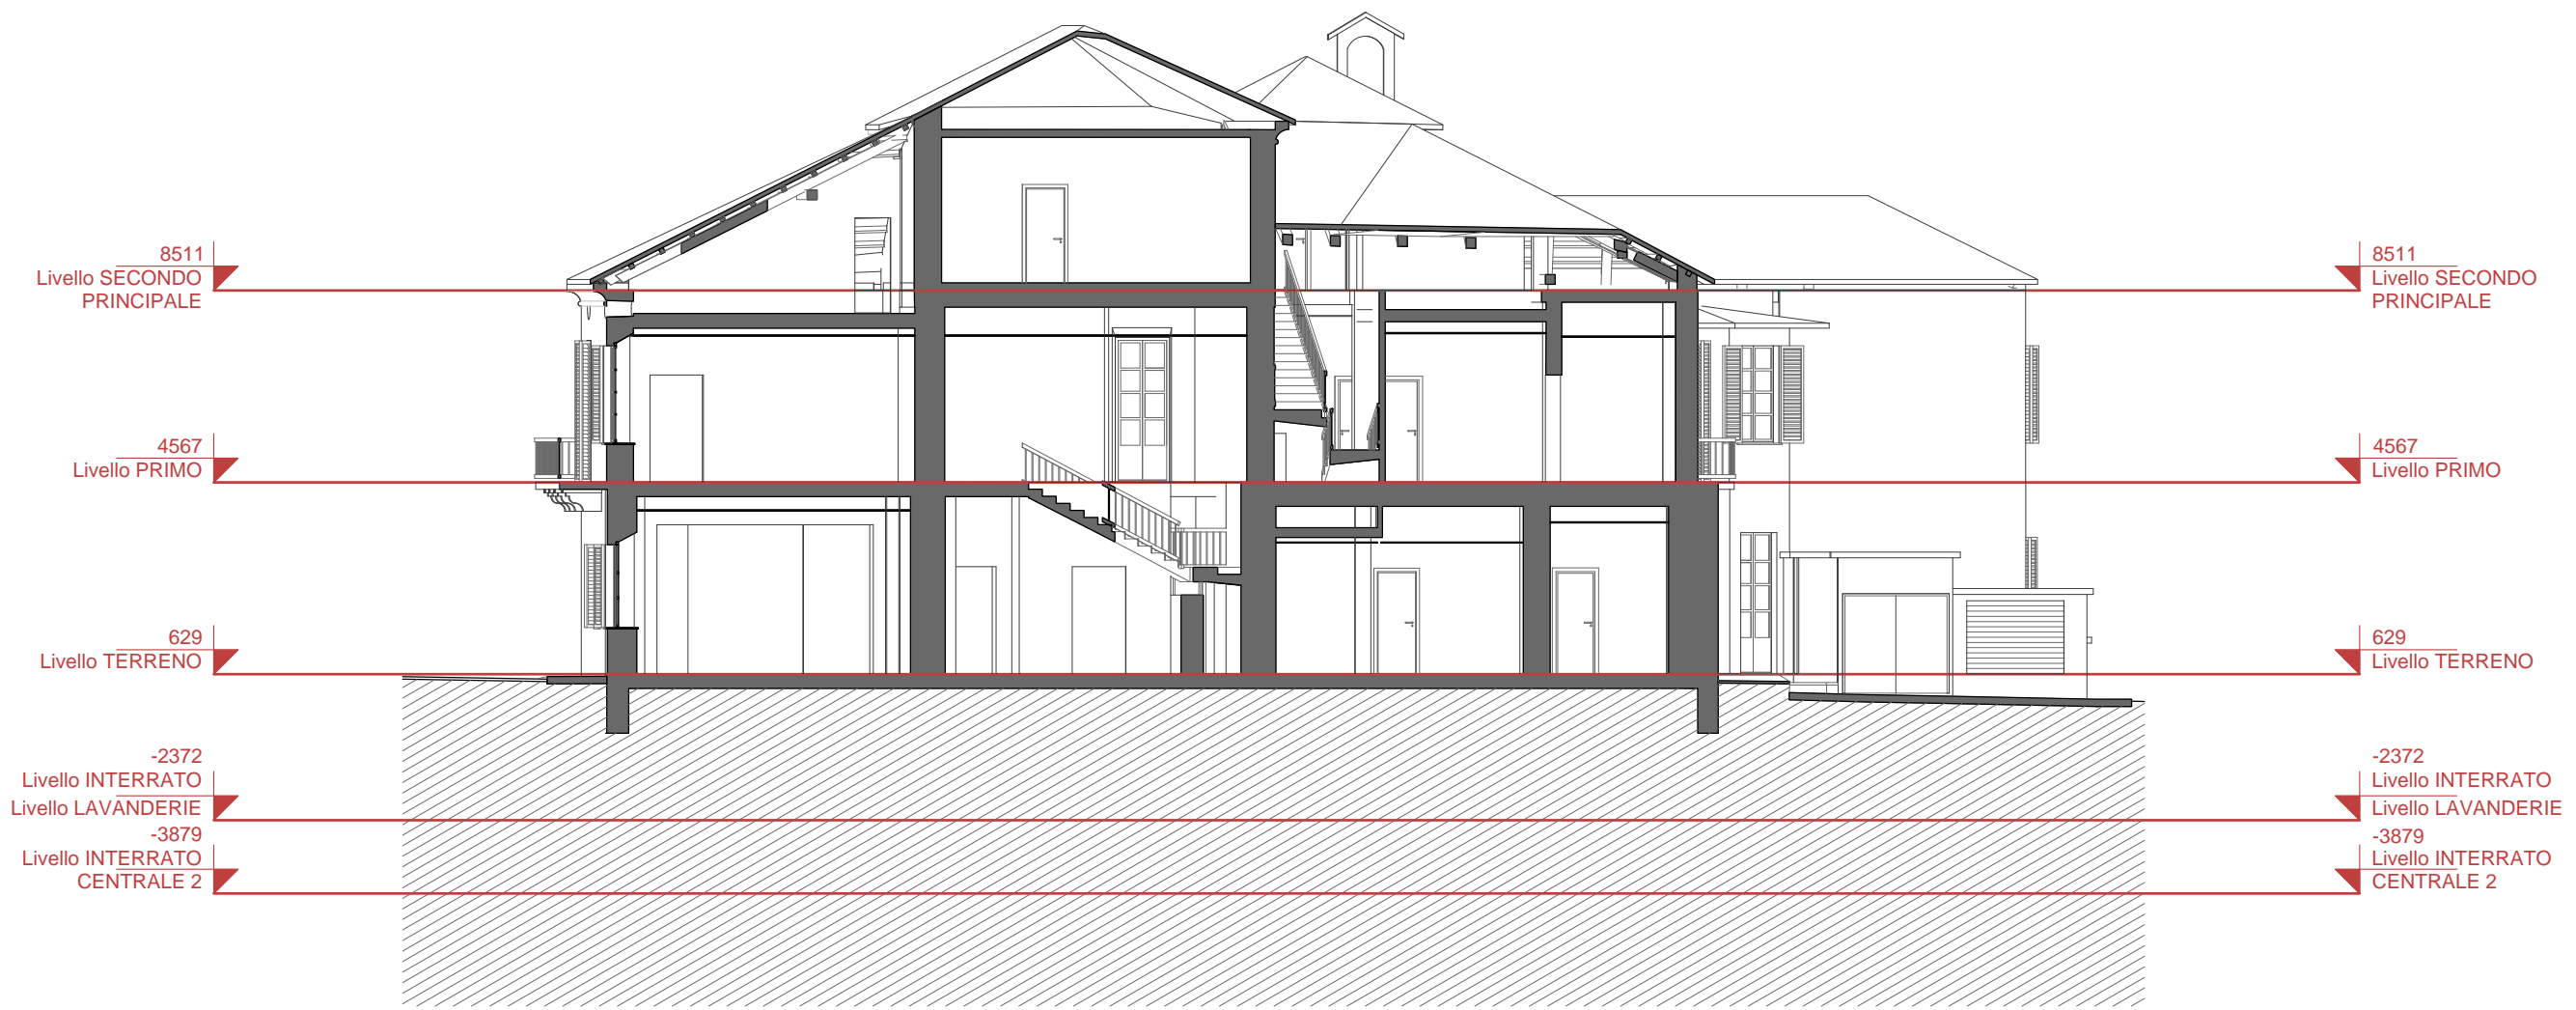 8511
Livello SECONDO
PRINCIPALE
4567
Livello PRIMO
629
Livello TERRENO
-2372
Livello INTERRATO
Livello LAVANDERIE
-3879
Livello INTERRATO
CENTRALE 2
8511
Livello SECONDO
PRINCIPALE
4567
Livello PRIMO
629
Livello TERRENO
-2372
Livello INTERRATO
Livello LAVANDERIE
-3879
Livello INTERRATO
CENTRALE 2